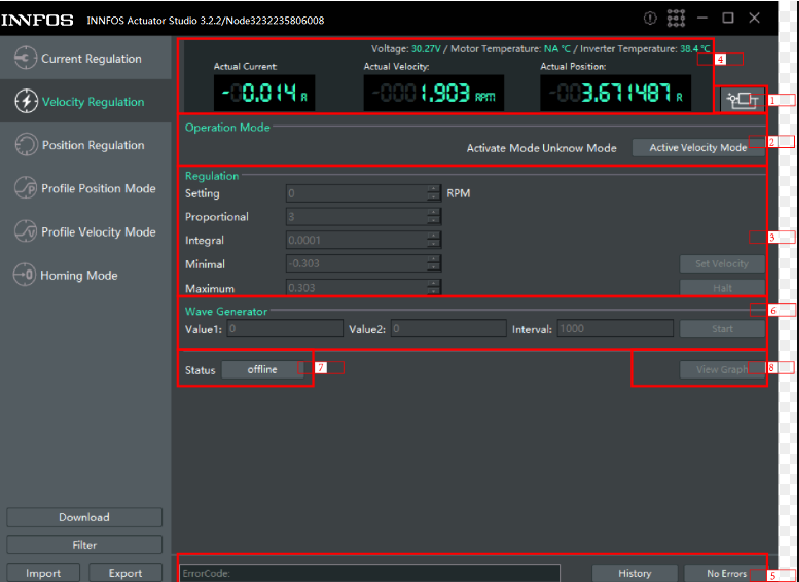 INNFOS INNFOS Actuator Studio 3.2.2/Node3232235806008
Current Regulation
Velocity Regulation
Position Regulation
Profile Position Mode
Profile Velocity Mode
Homing Mode
Download
Filter
Import Export
Voltage: 30.27V / Motor Temperature: NA °C / Inverter Temperature: 38.4 °C
4
Actual Current: Actual Velocity: Actual Position:
-0.014 A 1.903 RPM 3.671487 R
1
Operation Mode
2
Activate Mode Unknow Mode Active Velocity Mode
Regulation
Setting 0 RPM
Proportional 3
Integral 0.0001
3
Minimal -0.303 Set Velocity
Maximum 0.303 Halt
Wave Generator
6
Value1: 0 Value2: 0 Interval: 1000 Start
Status offline 7 View Graph 8
ErrorCode: History No Errors 5